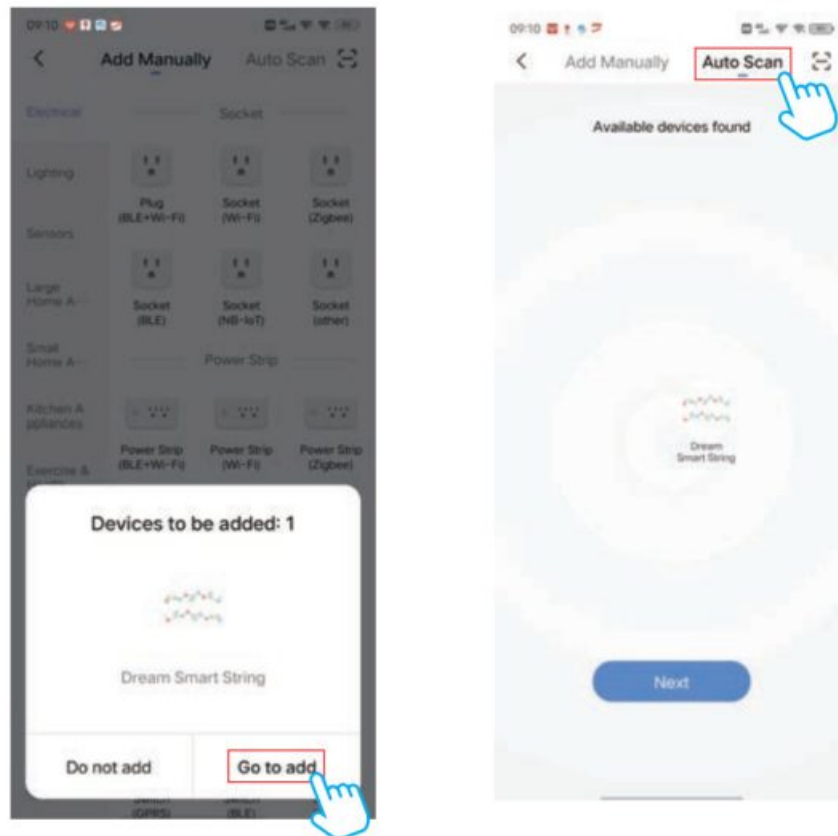 09:10
Add Manually Auto Scan
Electrical
Socket
Lighting
Plug
(BLE+Wi-Fi)
Socket
(Wi-Fi)
Socket
(Zigbee)
Sensors
Large
Home A...
Socket
(BLE)
Socket
(NB-IoT)
Socket
(other)
Small
Home A...
Power Strip
Kitchen A
ppliances
Power Strip
(BLE+Wi-Fi)
Power Strip
(Wi-Fi)
Power Strip
(Zigbee)
Exercise &
Devices to be added: 1
Dream Smart String
Do not add Go to add
(GPRS)
(BLE)
09:10
Add Manually Auto Scan
Available devices found
Dream
Smart String
Next